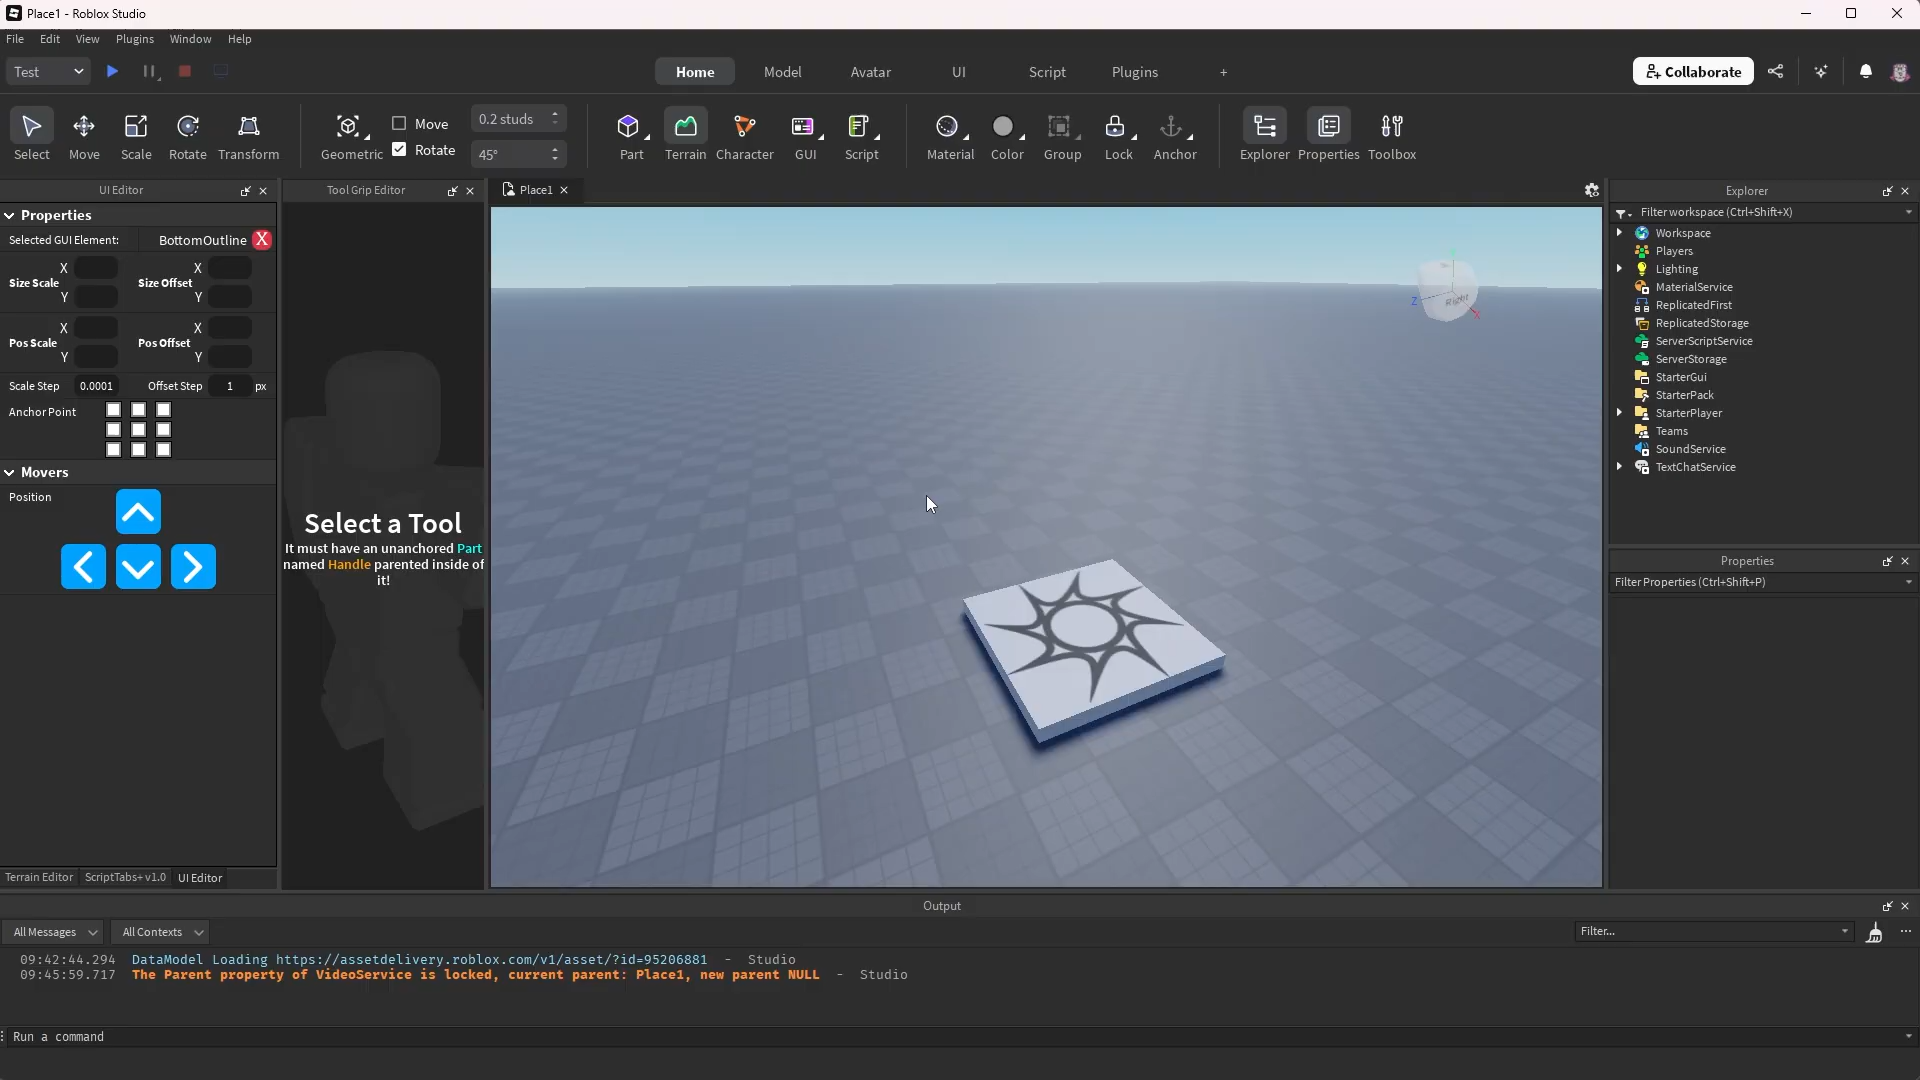 Place1 - Roblox Studio
File Edit View Plugins Window Help
Test
Home Model Avatar UI Script Plugins +
Collaborate
Select Move Scale Rotate Transform
Geometric
Move 0.2 studs
Rotate 45°
Part Terrain Character GUI Script
Material Color Group Lock Anchor
Explorer Properties Toolbox
UI Editor
Properties
Selected GUI Element: BottomOutline X
X X
Size Scale Size Offset
Y Y
X X
Pos Scale Pos Offset
Y Y
Scale Step 0.0001 Offset Step 1 px
Anchor Point
Movers
Position
Terrain Editor ScriptTabs+ v1.0 UI Editor
Tool Grip Editor
Select a Tool
It must have an unanchored Part
named Handle parented inside of
it!
Place1
Right
Z
X
Explorer
Filter workspace (Ctrl+Shift+X)
Workspace
Players
Lighting
MaterialService
ReplicatedFirst
ReplicatedStorage
ServerScriptService
ServerStorage
StarterGui
StarterPack
StarterPlayer
Teams
SoundService
TextChatService
Properties
Filter Properties (Ctrl+Shift+P)
Output
All Messages All Contexts Filter...
09:42:44.294 DataModel Loading https://assetdelivery.roblox.com/v1/asset/?id=95206881 - Studio
09:45:59.717 The Parent property of VideoService is locked, current parent: Place1, new parent NULL - Studio
Run a command